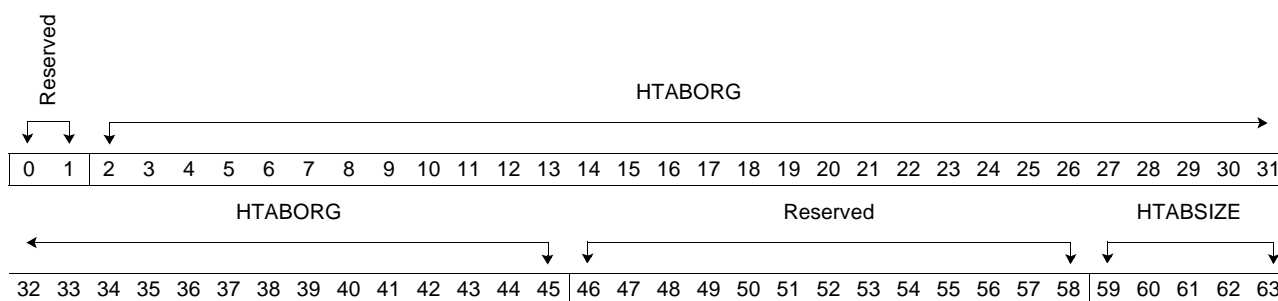 Reserved
HTABORG
0 1 2 3 4 5 6 7 8 9 10 11 12 13 14 15 16 17 18 19 20 21 22 23 24 25 26 27 28 29 30 31
HTABORG Reserved HTABSIZE
32 33 34 35 36 37 38 39 40 41 42 43 44 45 46 47 48 49 50 51 52 53 54 55 56 57 58 59 60 61 62 63